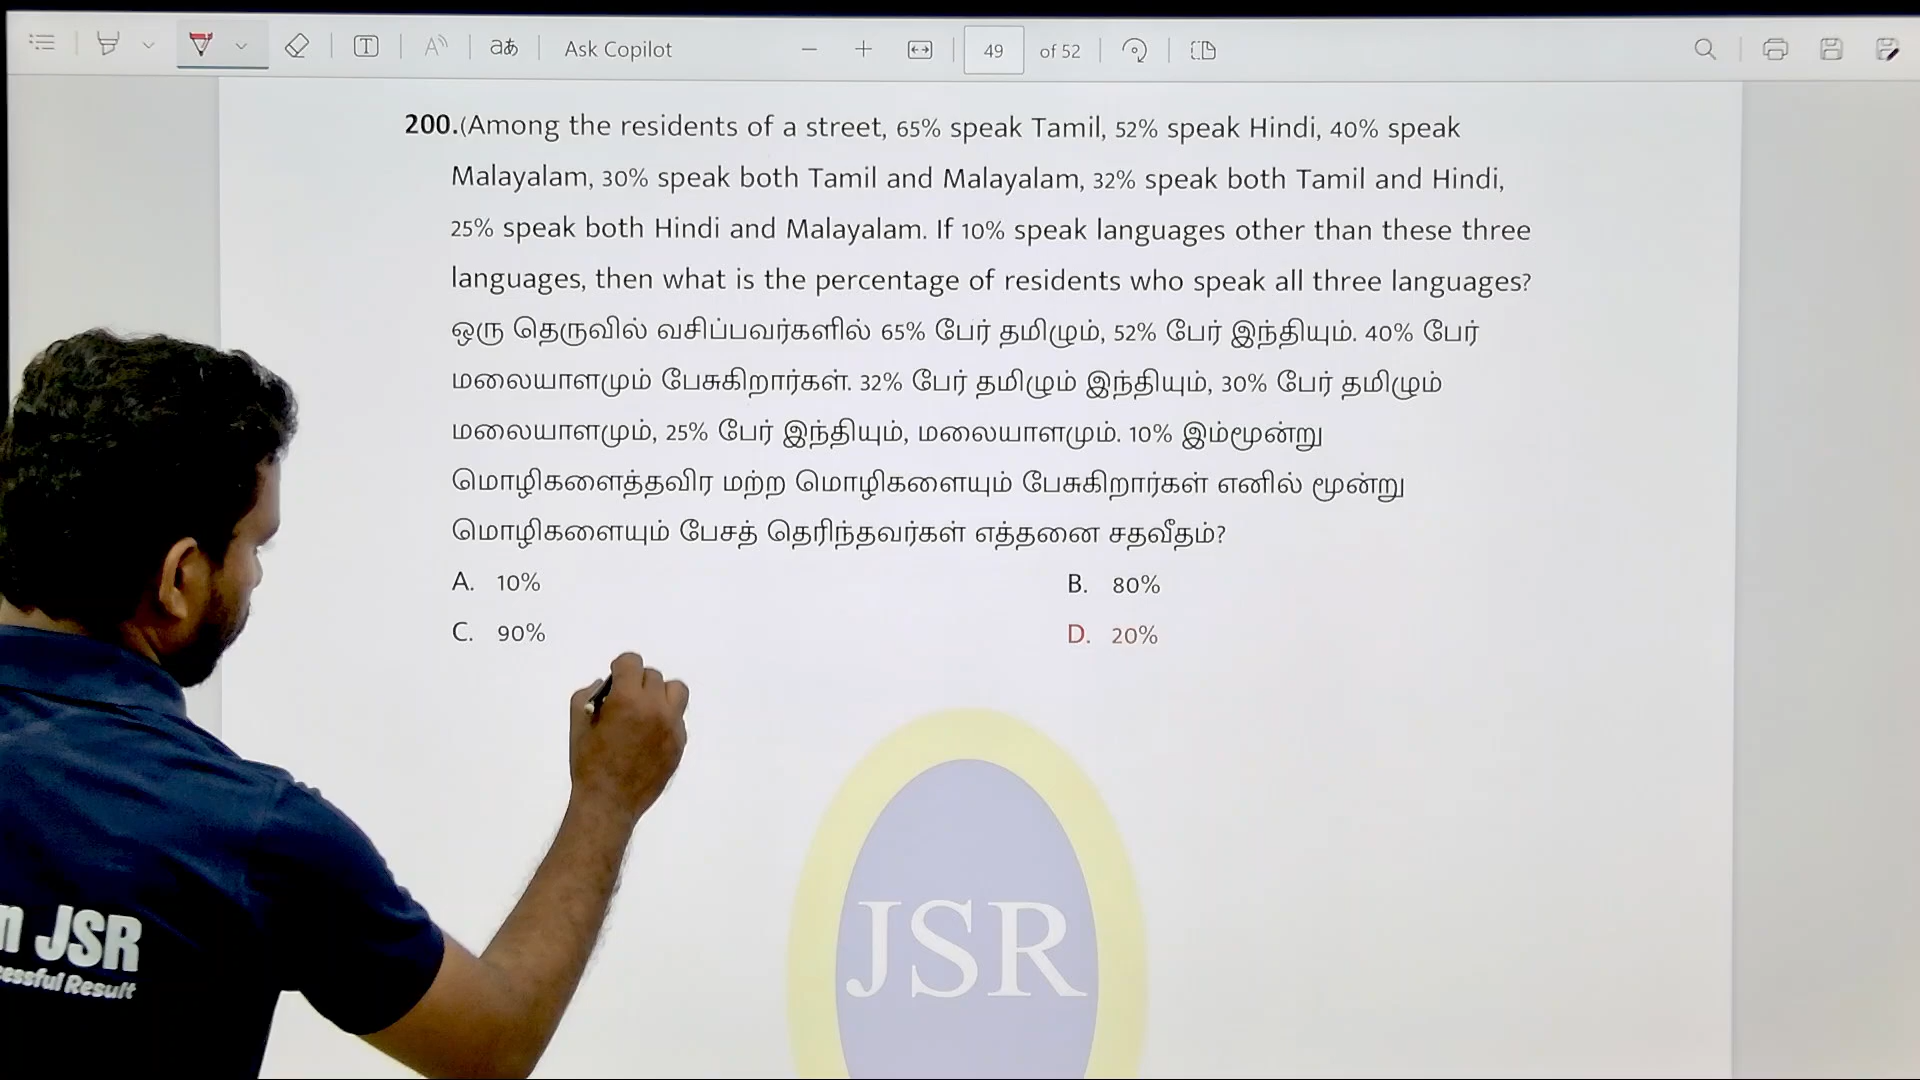 Ask Copilot 49 of 52
200.(Among the residents of a street, 65% speak Tamil, 52% speak Hindi, 40% speak
Malayalam, 30% speak both Tamil and Malayalam, 32% speak both Tamil and Hindi,
25% speak both Hindi and Malayalam. If 10% speak languages other than these three
languages, then what is the percentage of residents who speak all three languages?
ஒரு தெருவில் வசிப்பவர்களில் 65% பேர் தமிழும், 52% பேர் இந்தியும். 40% பேர்
மலையாளமும் பேசுகிறார்கள். 32% பேர் தமிழும் இந்தியும், 30% பேர் தமிழும்
மலையாளமும், 25% பேர் இந்தியும், மலையாளமும். 10% இம்மூன்று
மொழிகளைத்தவிர மற்ற மொழிகளையும் பேசுகிறார்கள் எனில் மூன்று
மொழிகளையும் பேசத் தெரிந்தவர்கள் எத்தனை சதவீதம்?
A. 10% B. 80%
C. 90% D. 20%
JSR
n JSR
essful Result